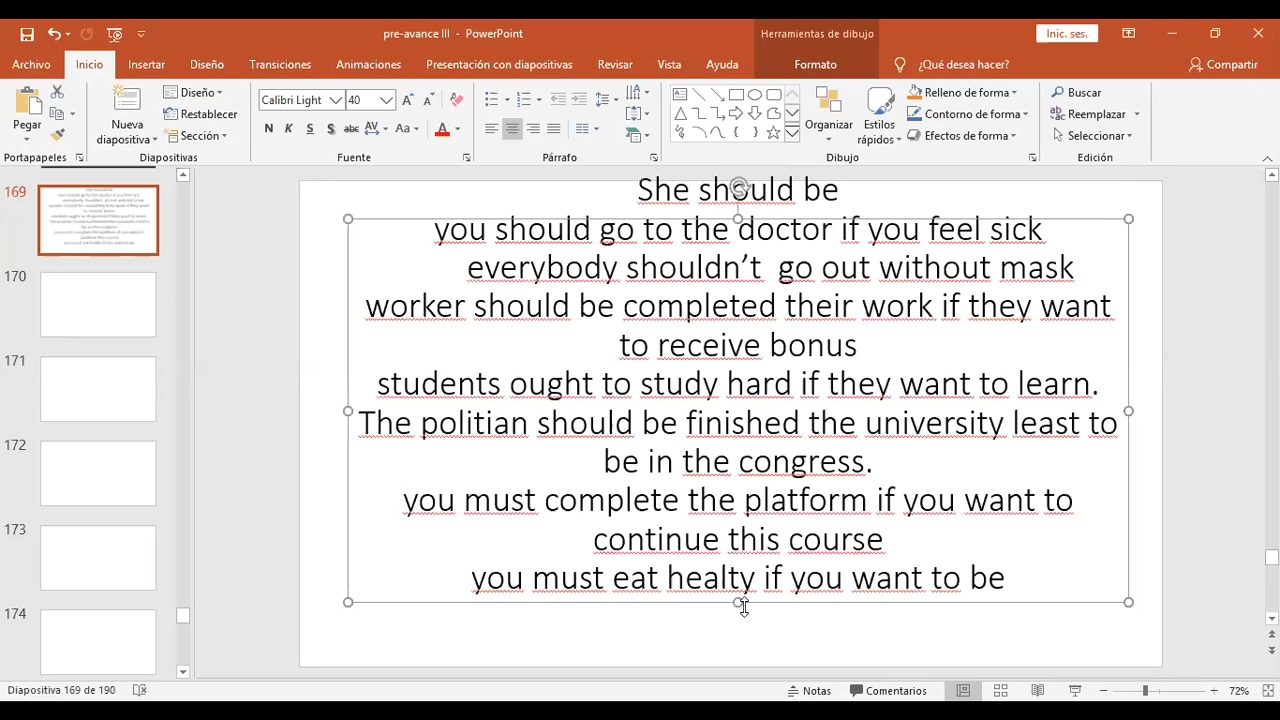 pre-avance III - PowerPoint
Herramientas de dibujo
Inic. ses.
Archivo Inicio Insertar Diseño Transiciones Animaciones Presentación con diapositivas Revisar Vista Ayuda Formato ¿Qué desea hacer? Compartir
Pegar
Nueva diapositiva
Diseño
Restablecer
Sección
Calibri Light 40
N K S S abc AV Aa A
Organizar
Estilos rápidos
Relleno de forma
Contorno de forma
Efectos de forma
Buscar
Reemplazar
Seleccionar
Portapapeles Diapositivas Fuente Párrafo Dibujo Edición
169
170
171
172
173
174
She should be
you should go to the doctor if you feel sick
everybody shouldn’t go out without mask
worker should be completed their work if they want
to receive bonus
students ought to study hard if they want to learn.
The politian should be finished the university least to
be in the congress.
you must complete the platform if you want to
continue this course
you must eat healty if you want to be
Diapositiva 169 de 190 Notas Comentarios 72%